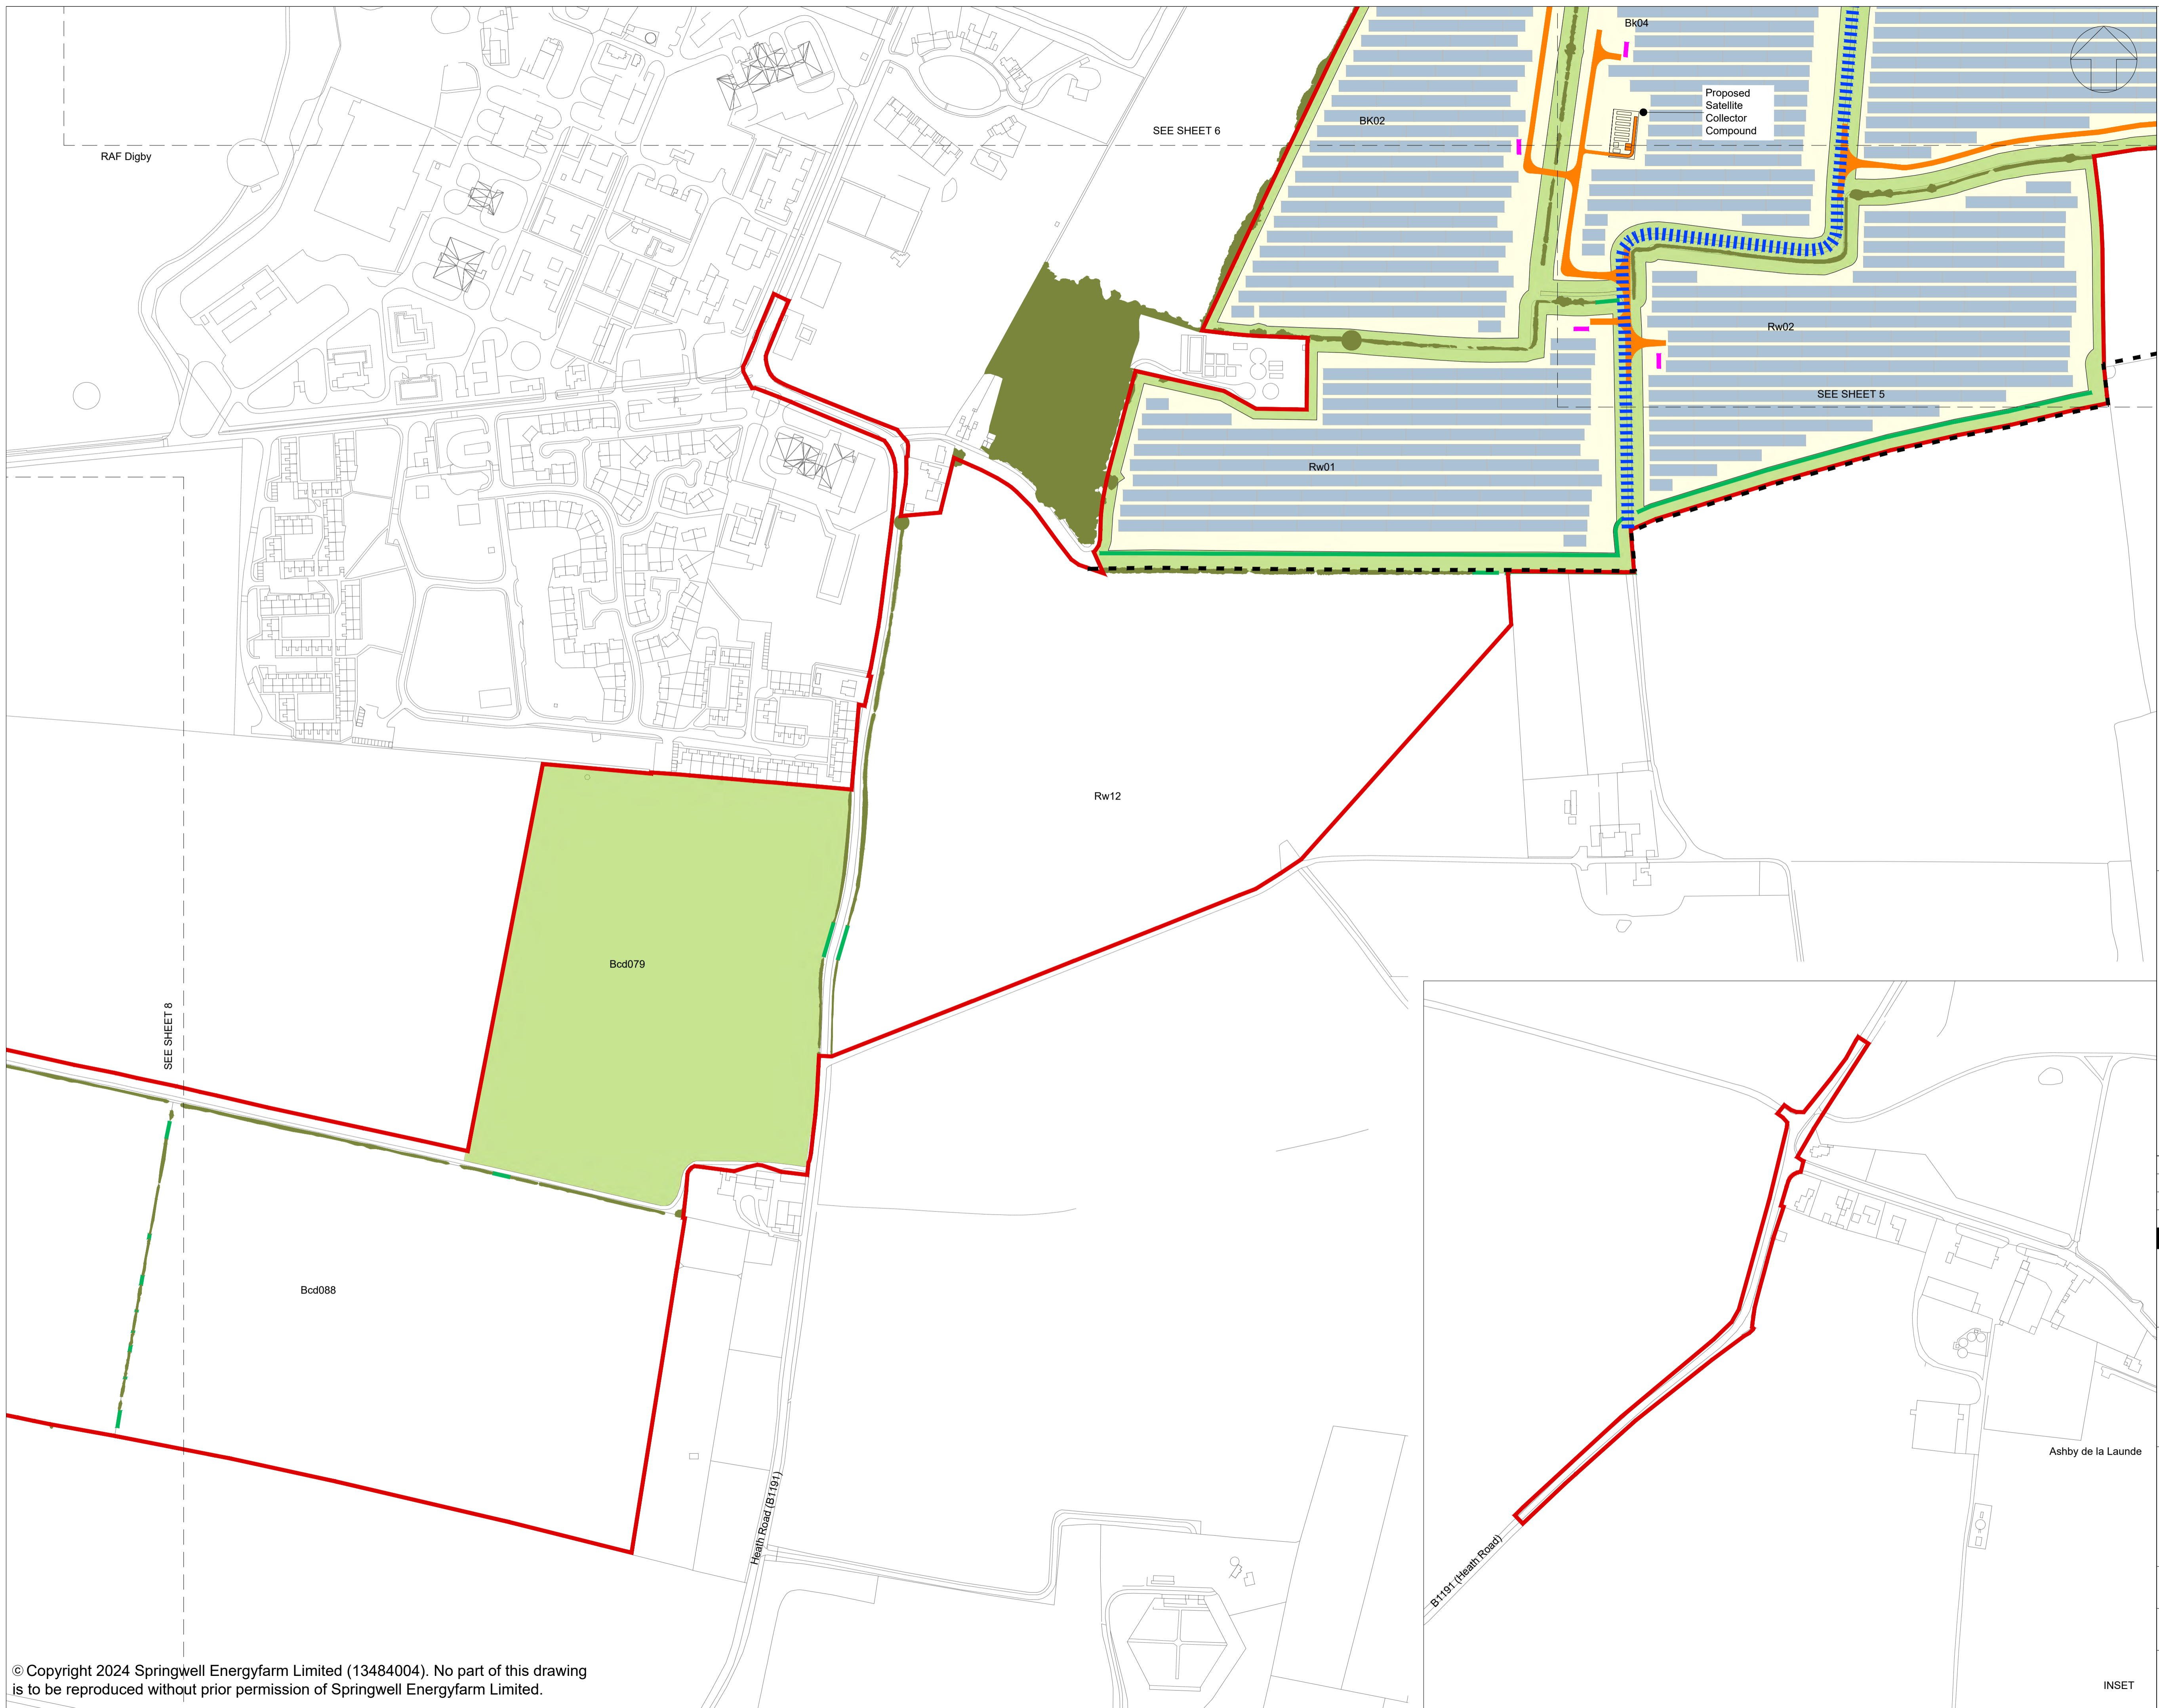 Bk04
Proposed
Satellite
Collector
Compound
BK02
SEE SHEET 6
RAF Digby
Rw02
SEE SHEET 5
Rw01
Rw12
Bcd079
SEE SHEET 8
Bcd088
Heath Road (B1191)
Ashby de la Launde
B1191 (Heath Road)
INSET
© Copyright 2024 Springwell Energyfarm Limited (13484004). No part of this drawing
is to be reproduced without prior permission of Springwell Energyfarm Limited.